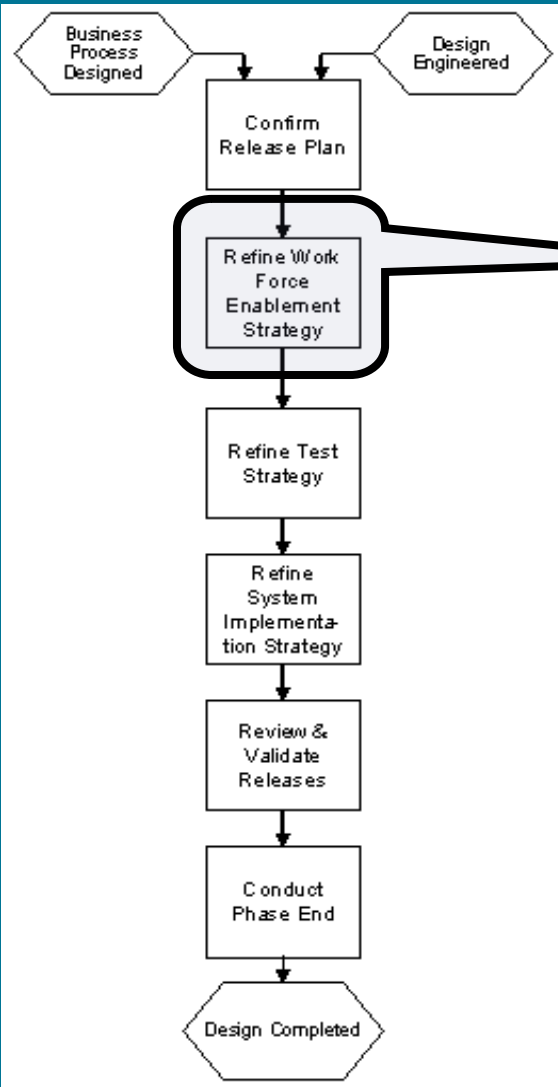 Business
Process
Designed
Design
Engineered
Confirm
Release Plan
Refine Work
Force
Enablement
Strategy
Refine Test
Strategy
Refine
System
Implementa-
tion Strategy
Review &
Validate
Releases
Conduct
Phase End
Design Completed